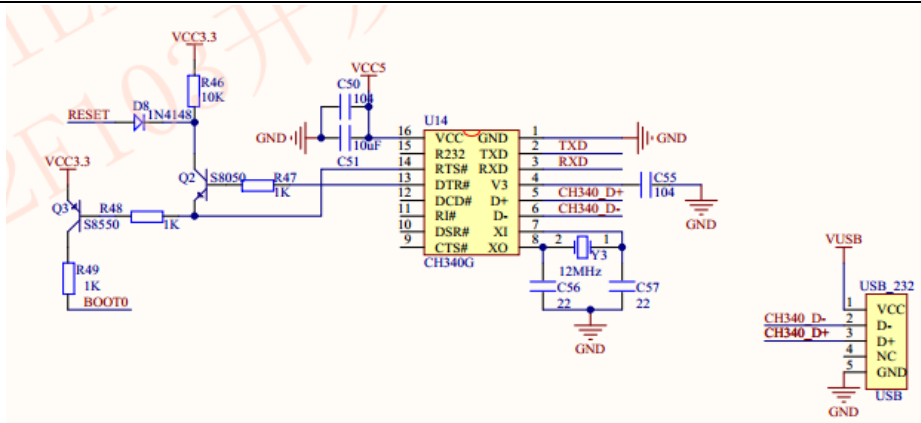 VCC3.3
R46
10K
RESET
D8
1N4148
VCC5
C50
104
GND
10uF
C51
VCC3.3
Q2
S8050
R47
1K
Q3
S8550
R48
1K
R49
1K
BOOT0
U14
16 VCC GND 1
15 R232 TXD 2 TXD
14 RTS# RXD 3 RXD
13 DTR# V3 4
12 DCD# D+ 5 CH340_D+
11 RI# D- 6 CH340_D-
10 DSR# XI 7
9 CTS# XO 8
CH340G
GND
C55
104
GND
2 1
Y3
12MHz
C56
22
C57
22
GND
VUSB
USB_232
1 VCC
CH340_D- 2 D-
CH340_D+ 3 D+
4 NC
5 GND
USB
GND